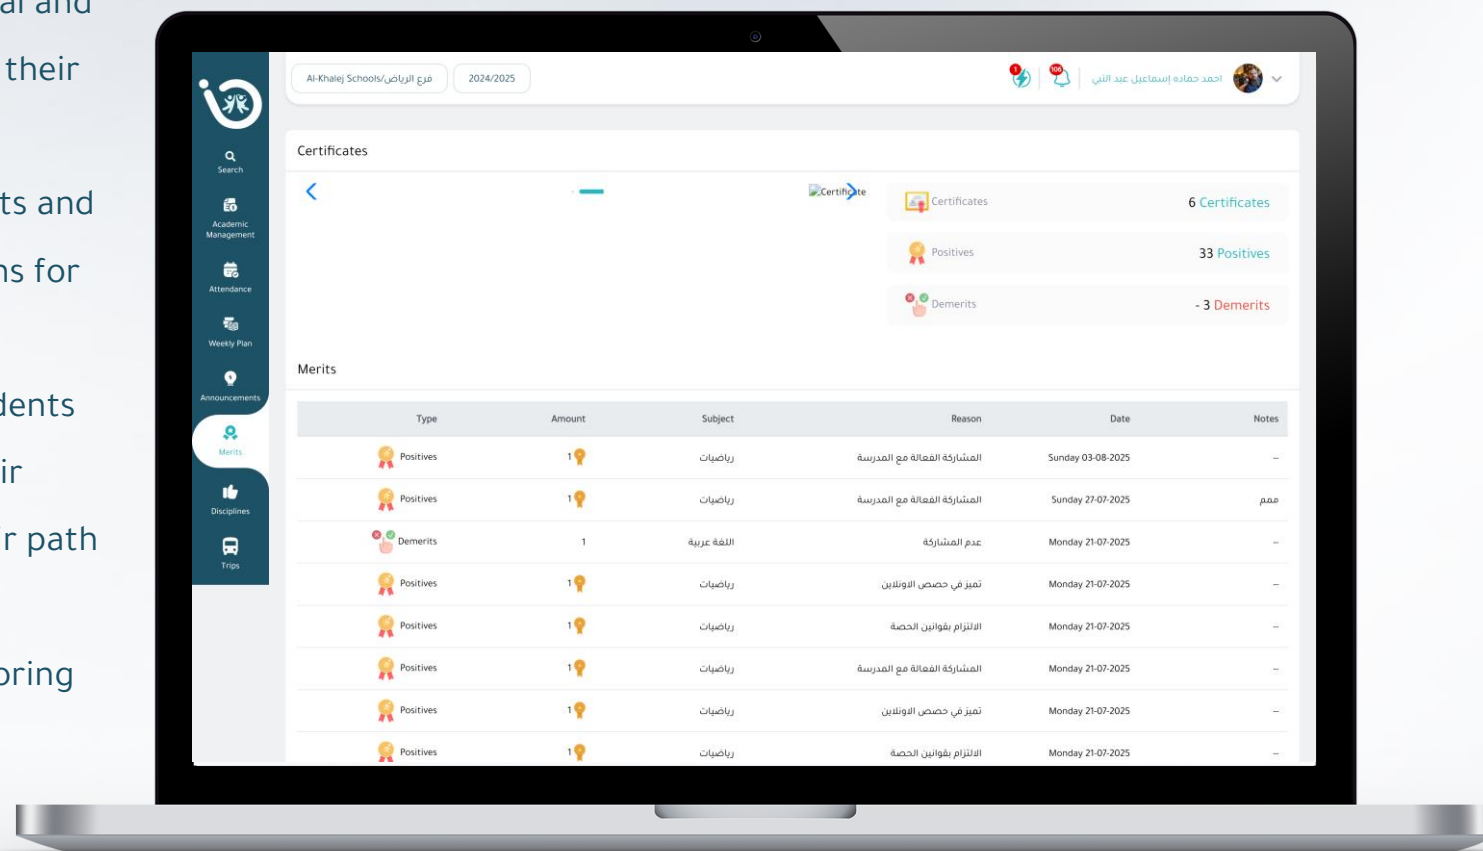 al and
their
ts and
ns for
dents
ir
r path
oring
Al-Khalej Schools/فرع الرياض
2024/2025
1
106
احمد حماده إسماعيل عبد النبي
Search
Academic
Management
Attendance
Weekly Plan
Announcements
Merits
Disciplines
Trips
Certificates
Certificate
Certificates 6 Certificates
Positives 33 Positives
Demerits - 3 Demerits
Merits
Type Amount Subject Reason Date Notes
Positives 1 رياضيات المشاركة الفعالة مع المدرسة Sunday 03-08-2025 --
Positives 1 رياضيات المشاركة الفعالة مع المدرسة Sunday 27-07-2025 ممم
Demerits 1 اللغة عربية عدم المشاركة Monday 21-07-2025 --
Positives 1 رياضيات تميز في حصص الاونلاين Monday 21-07-2025 --
Positives 1 رياضيات الالتزام بقوانين الحصة Monday 21-07-2025 --
Positives 1 رياضيات المشاركة الفعالة مع المدرسة Monday 21-07-2025 --
Positives 1 رياضيات تميز في حصص الاونلاين Monday 21-07-2025 --
Positives 1 رياضيات الالتزام بقوانين الحصة Monday 21-07-2025 --